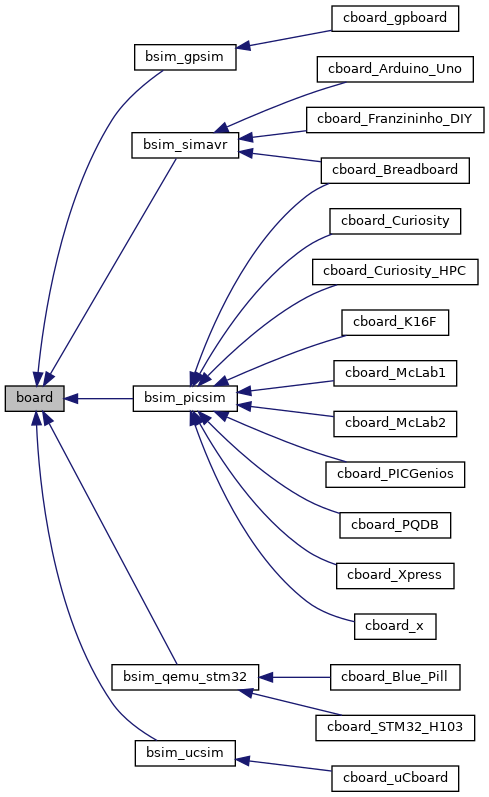 cboard_gpboard
bsim_gpsim
cboard_Arduino_Uno
cboard_Franzininho_DIY
bsim_simavr
cboard_Breadboard
cboard_Curiosity
cboard_Curiosity_HPC
cboard_K16F
cboard_McLab1
board
bsim_picsim
cboard_McLab2
cboard_PICGenios
cboard_PQDB
cboard_Xpress
cboard_x
bsim_qemu_stm32
cboard_Blue_Pill
cboard_STM32_H103
bsim_ucsim
cboard_uCboard